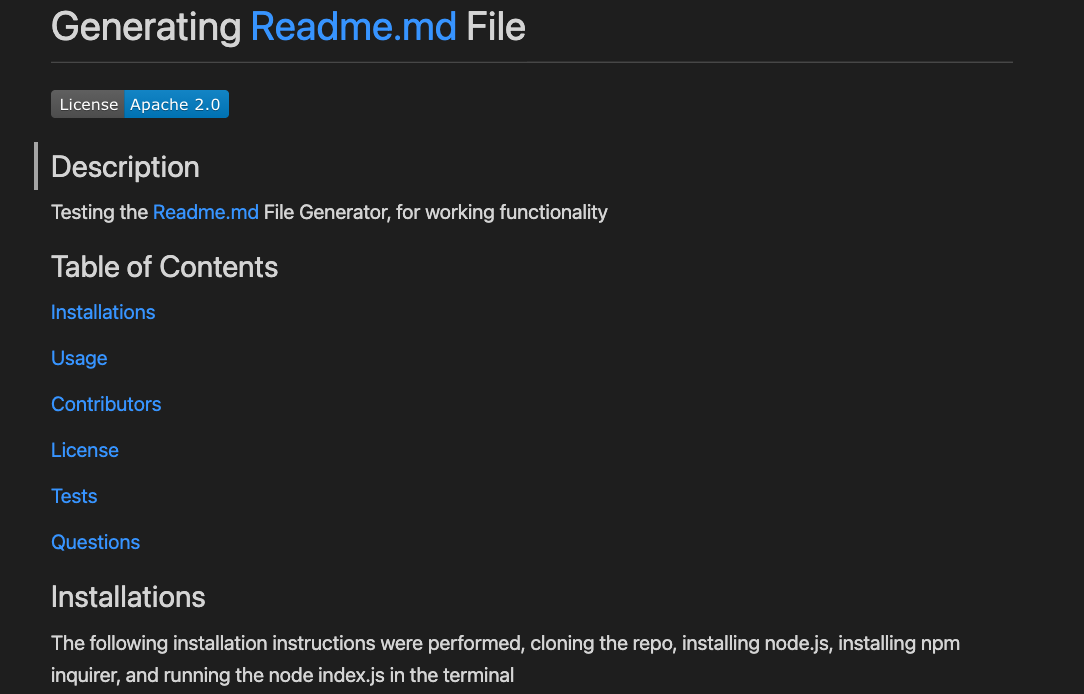 Generating Readme.md File
License Apache 2.0
Description
Testing the Readme.md File Generator, for working functionality
Table of Contents
Installations
Usage
Contributors
License
Tests
Questions
Installations
The following installation instructions were performed, cloning the repo, installing node.js, installing npm
inquirer, and running the node index.js in the terminal